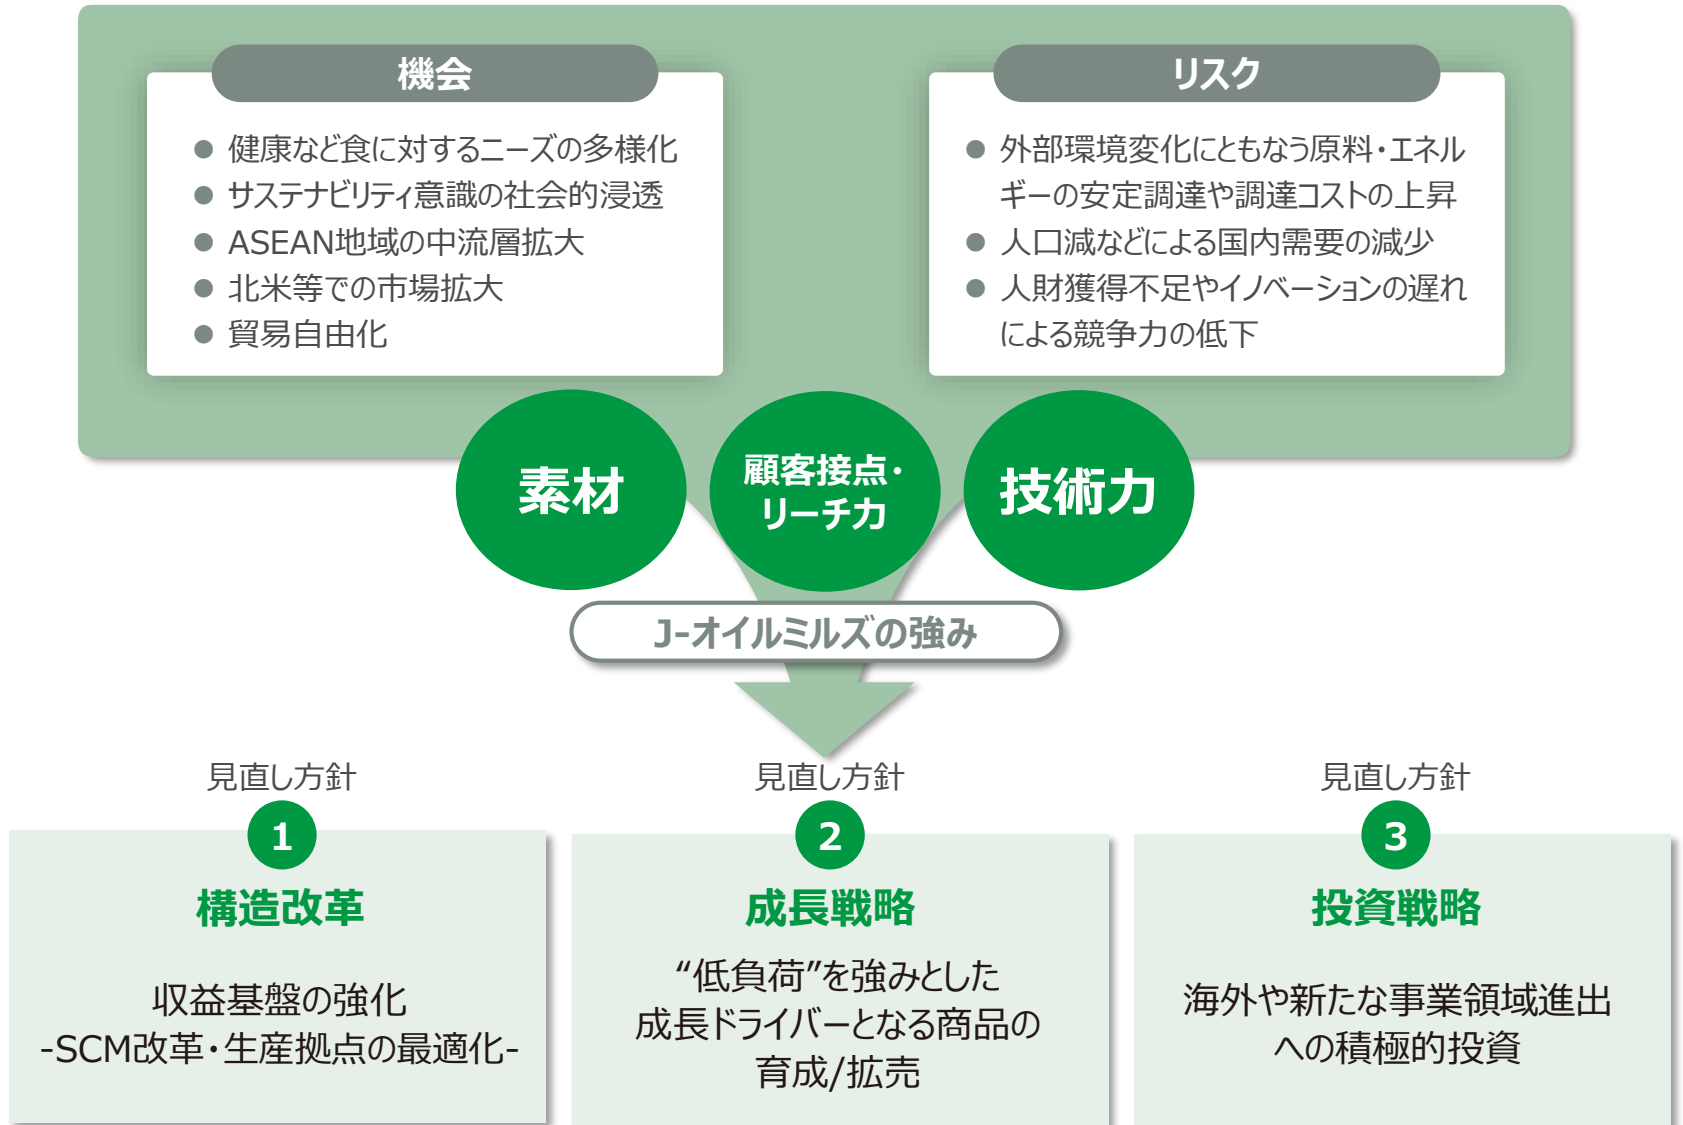 機会
健康など食に対するニーズの多様化
サステナビリティ意識の社会的浸透
ASEAN地域の中流層拡大
北米等での市場拡大
貿易自由化
リスク
外部環境変化にともなう原料・エネル
ギーの安定調達や調達コストの上昇
人口減などによる国内需要の減少
人財獲得不足やイノベーションの遅れ
による競争力の低下
素材
顧客接点・
リーチ力
技術力
J-オイルミルズの強み
見直し方針
1
構造改革
収益基盤の強化
-SCM改革・生産拠点の最適化-
見直し方針
2
成長戦略
“低負荷”を強みとした
成長ドライバーとなる商品の
育成/拡売
見直し方針
3
投資戦略
海外や新たな事業領域進出
への積極的投資